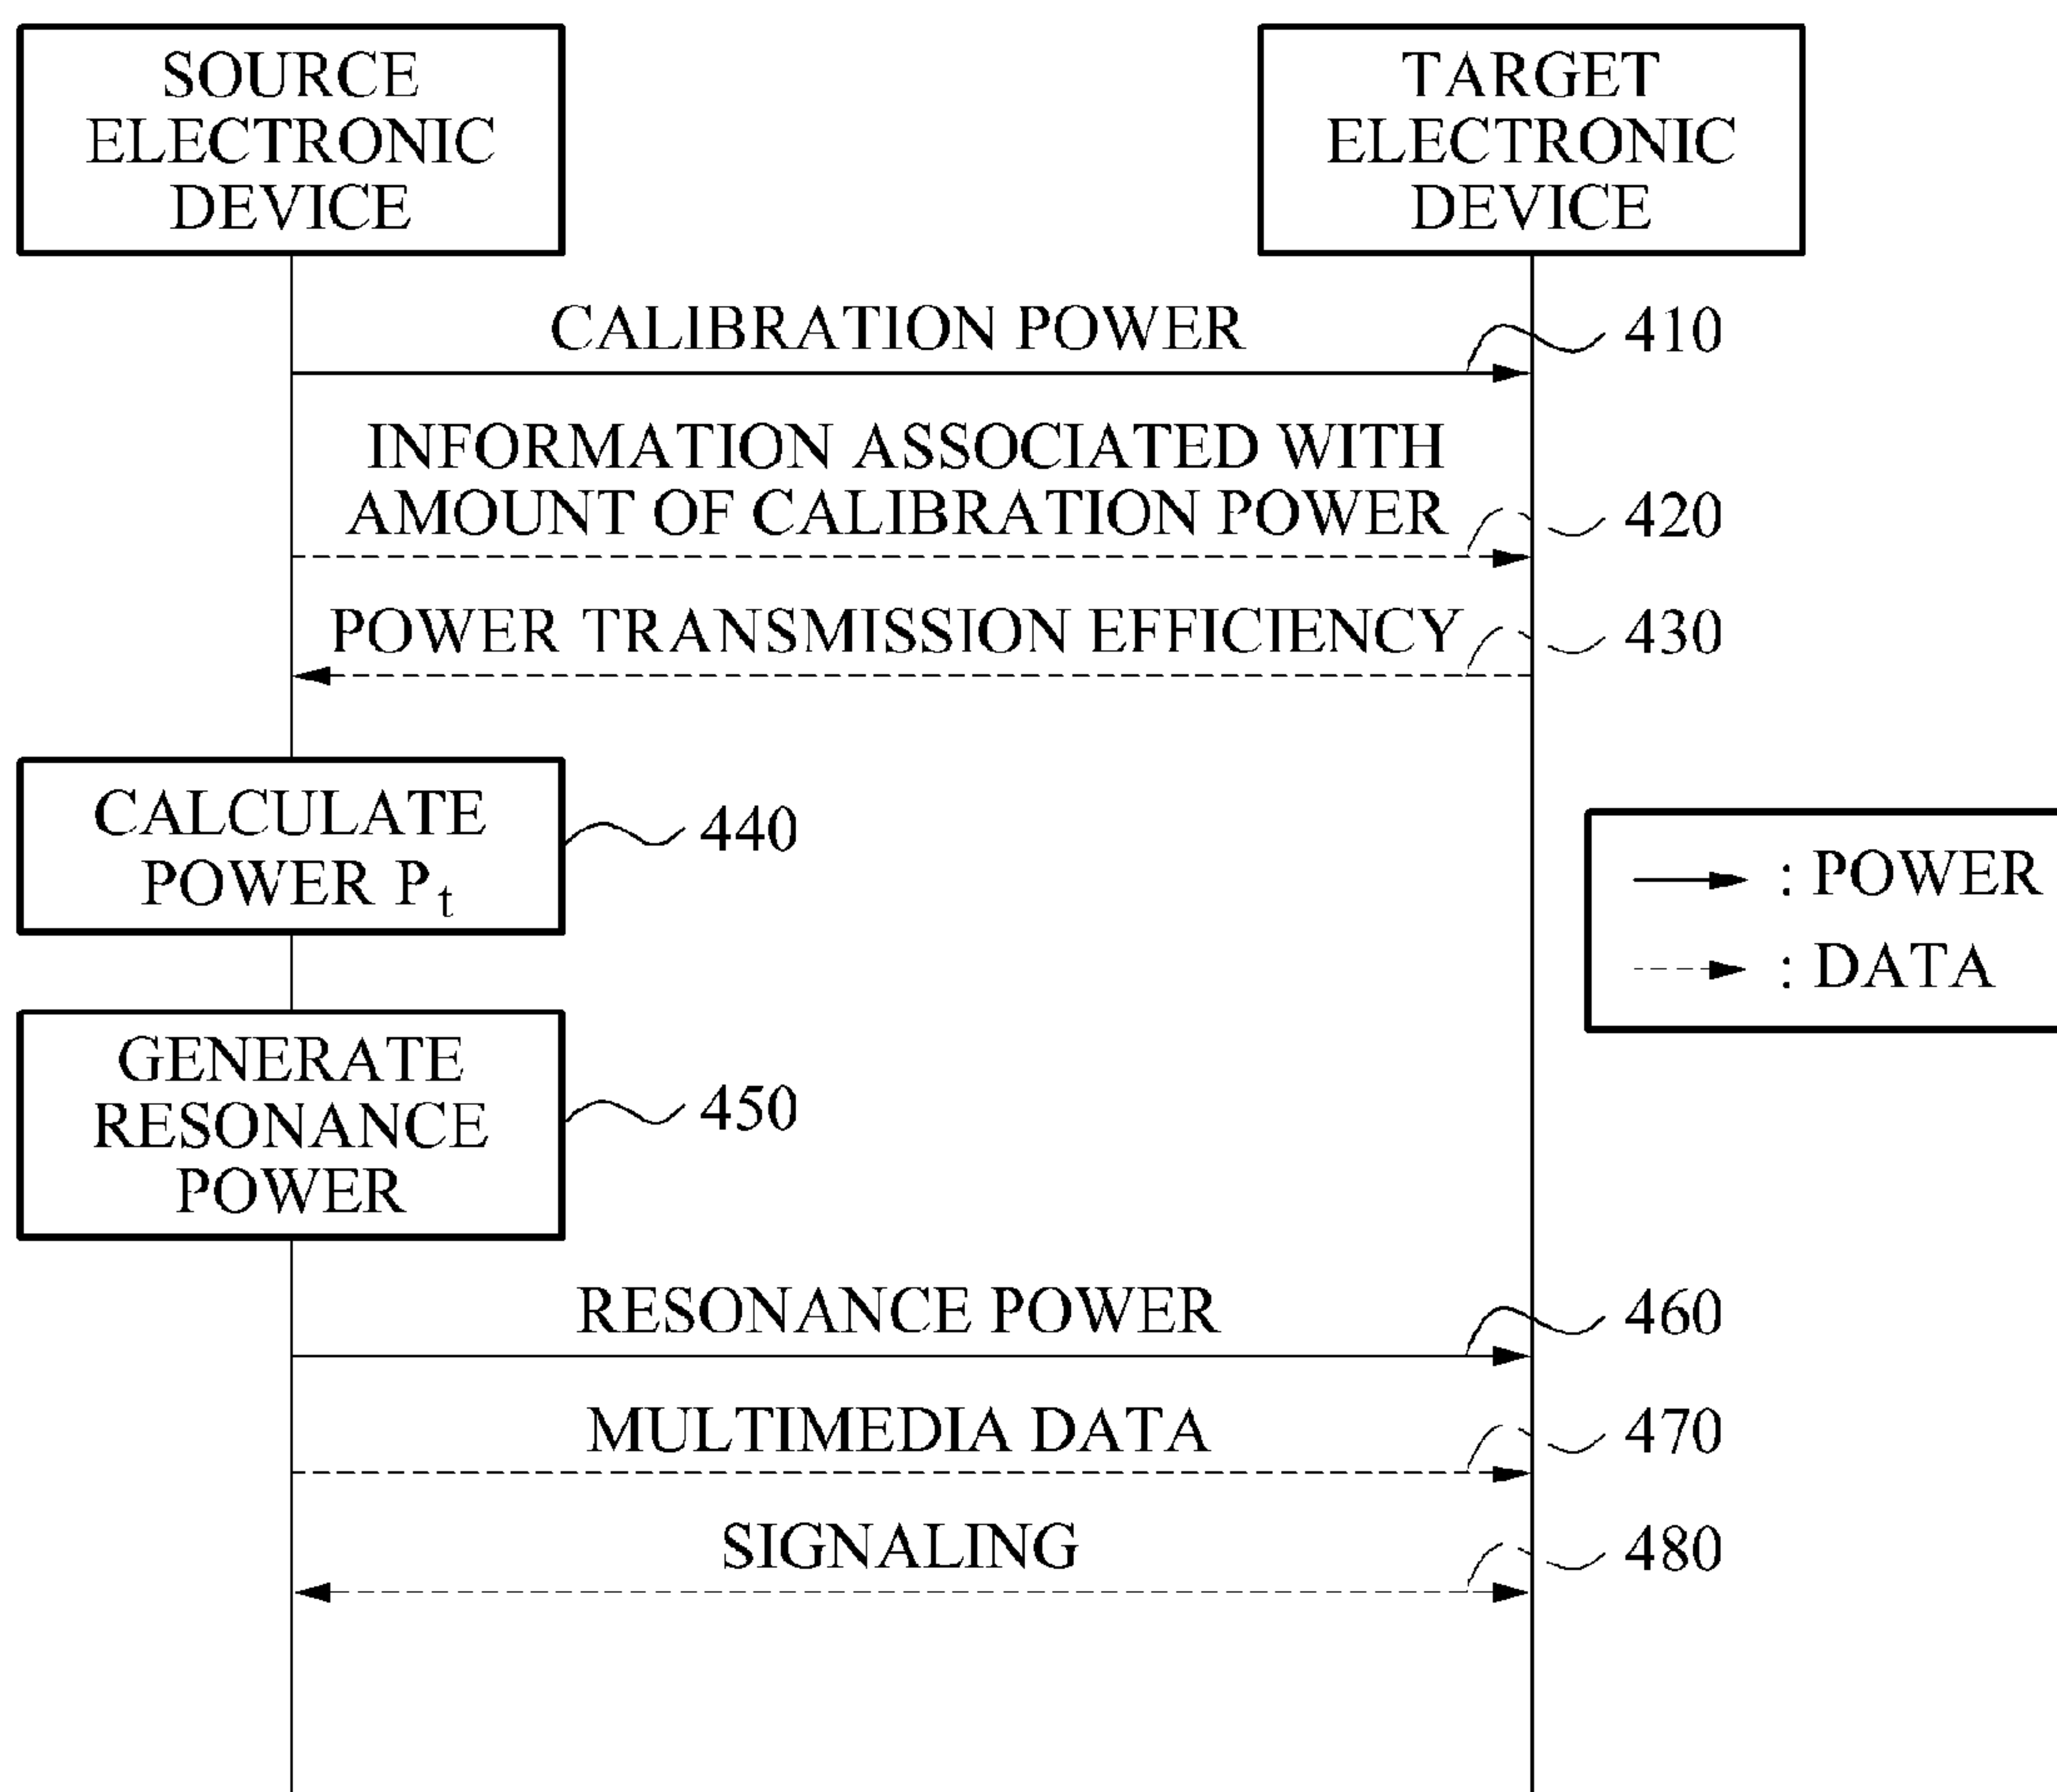 SOURCE
ELECTRONIC
DEVICE
TARGET
ELECTRONIC
DEVICE
CALIBRATION POWER
410
INFORMATION ASSOCIATED WITH
AMOUNT OF CALIBRATION POWER
420
POWER TRANSMISSION EFFICIENCY
430
CALCULATE
POWER Pt
440
: POWER
: DATA
GENERATE
RESONANCE
POWER
450
RESONANCE POWER
460
MULTIMEDIA DATA
470
SIGNALING
480